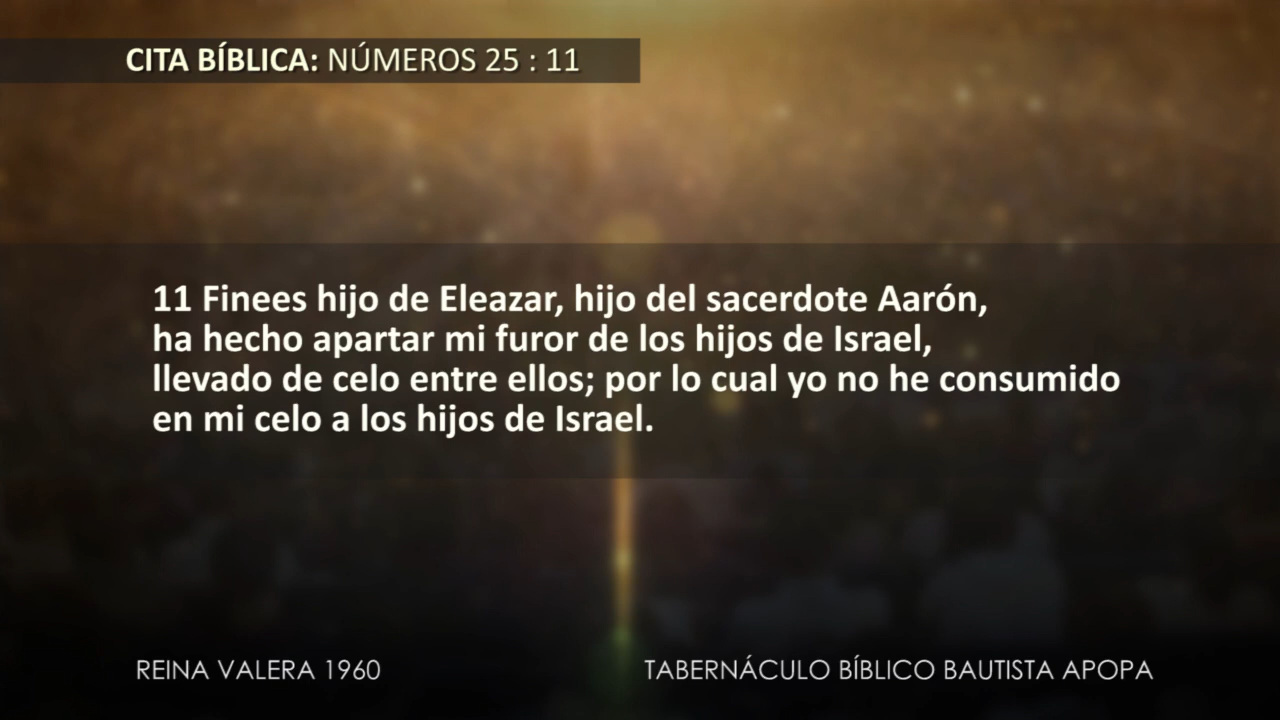 CITA BÍBLICA: NÚMEROS 25 : 11
11 Finees hijo de Eleazar, hijo del sacerdote Aarón,
ha hecho apartar mi furor de los hijos de Israel,
llevado de celo entre ellos; por lo cual yo no he consumido
en mi celo a los hijos de Israel.
REINA VALERA 1960
TABERNÁCULO BÍBLICO BAUTISTA APOPA